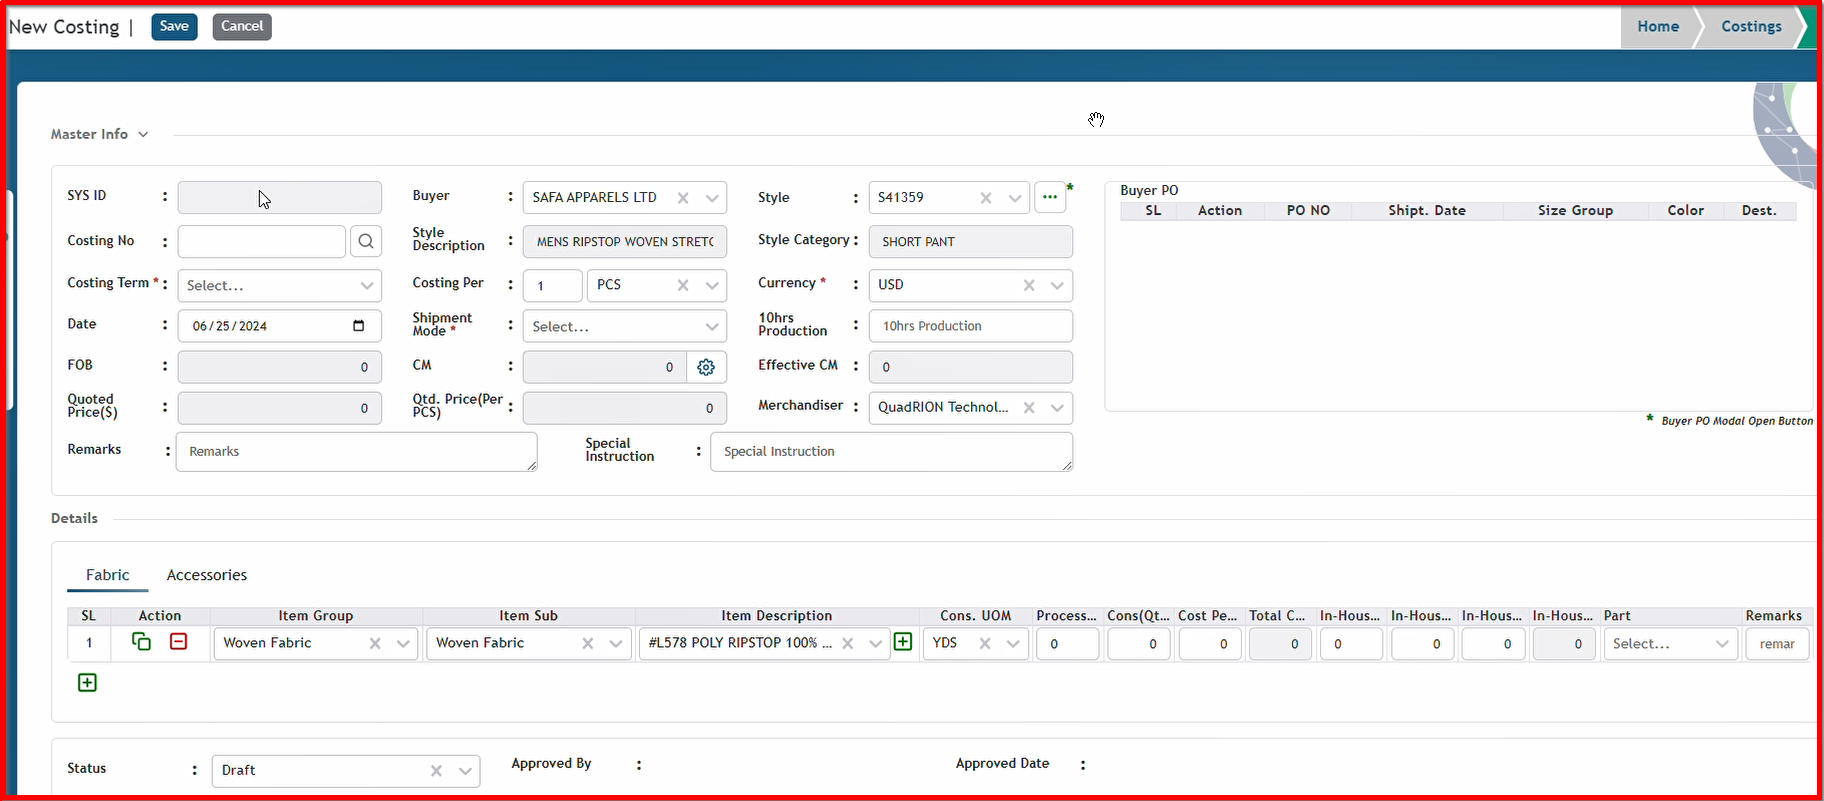 New Costing | Save Cancel Home Costings
Master Info
SYS ID : Buyer : SAFA APPARELS LTD Style : S41359 ... * Buyer PO
SL Action PO NO Shipt. Date Size Group Color Dest.
Costing No : Style Description : MENS RIPSTOP WOVEN STRETC Style Category : SHORT PANT
Costing Term * : Select... Costing Per : 1 PCS Currency * : USD
Date : 06/25/2024 Shipment Mode * : Select... 10hrs Production : 10hrs Production
FOB : 0 CM : 0 Effective CM : 0
Quoted Price($) : 0 Qtd. Price(Per PCS) : 0 Merchandiser : QuadRION Technol...
* Buyer PO Modal Open Button
Remarks : Remarks Special Instruction : Special Instruction
Details
Fabric Accessories
SL Action Item Group Item Sub Item Description Cons. UOM Process... Cons(Qt... Cost Pe... Total C... In-Hous... In-Hous... In-Hous... In-Hous... Part Remarks
1 Woven Fabric Woven Fabric #L578 POLY RIPSTOP 100% ... YDS 0 0 0 0 0 0 0 0 Select... remar
Status : Draft Approved By : Approved Date :